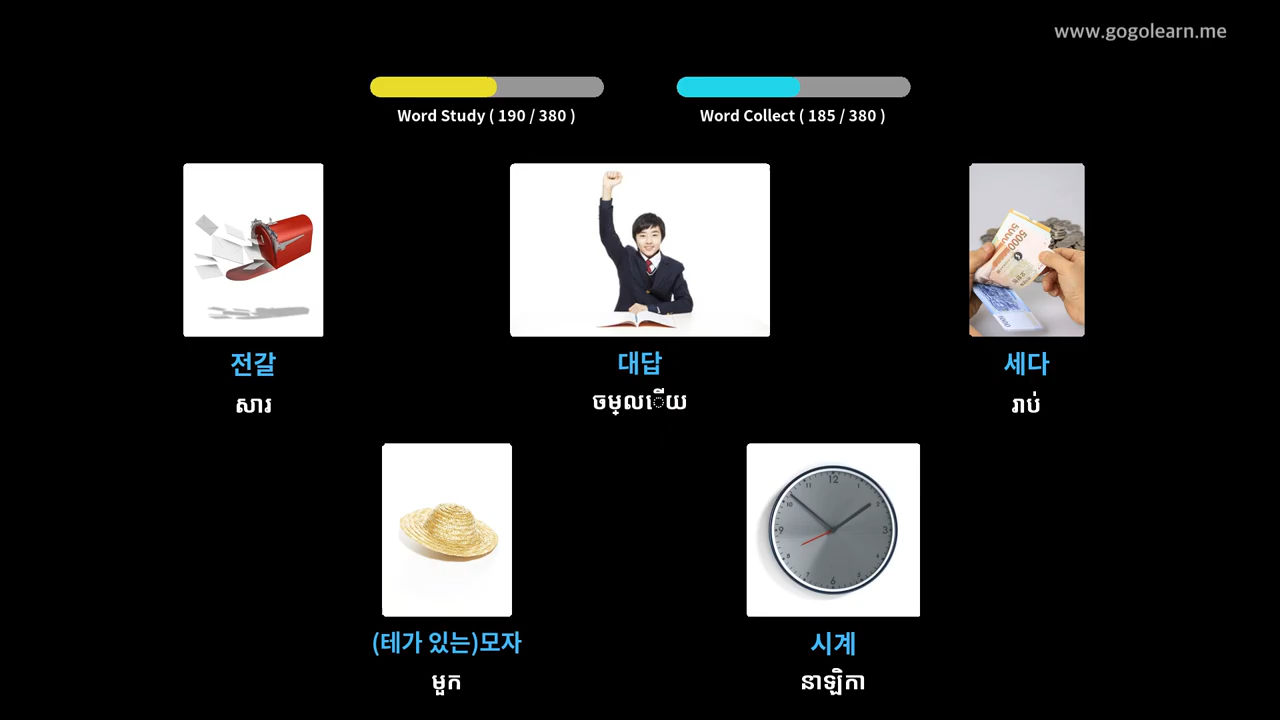 www.gogolearn.me
Word Study ( 190 / 380 )
Word Collect ( 185 / 380 )
전갈
សារ
대답
ចម្លើយ
세다
រាប់
(테가 있는)모자
មួក
시계
នាឡិកា